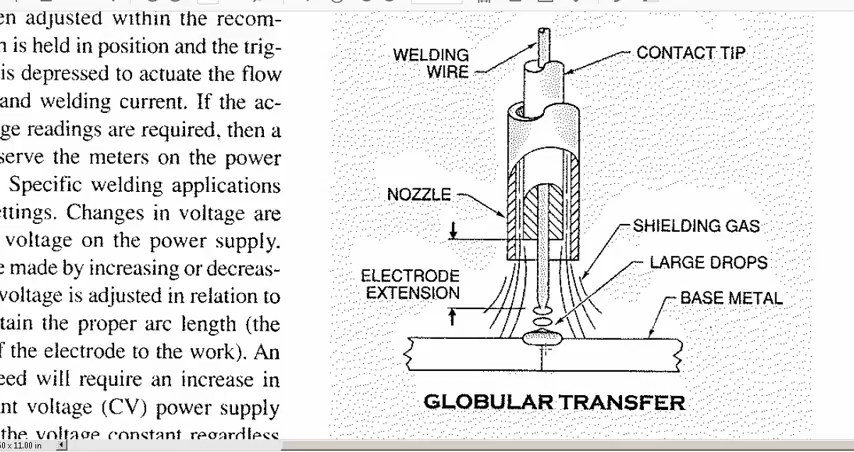 en adjusted within the recom-
n is held in position and the trig-
is depressed to actuate the flow
and welding current. If the ac-
ge readings are required, then a
serve the meters on the power
Specific welding applications
ettings. Changes in voltage are
voltage on the power supply.
e made by increasing or decreas-
voltage is adjusted in relation to
tain the proper arc length (the
f the electrode to the work). An
eed will require an increase in
nt voltage (CV) power supply
the voltage constant regardless
WELDING
WIRE
CONTACT TIP
NOZZLE
SHIELDING GAS
LARGE DROPS
ELECTRODE
EXTENSION
BASE METAL
GLOBULAR TRANSFER
50 x 11.00 in